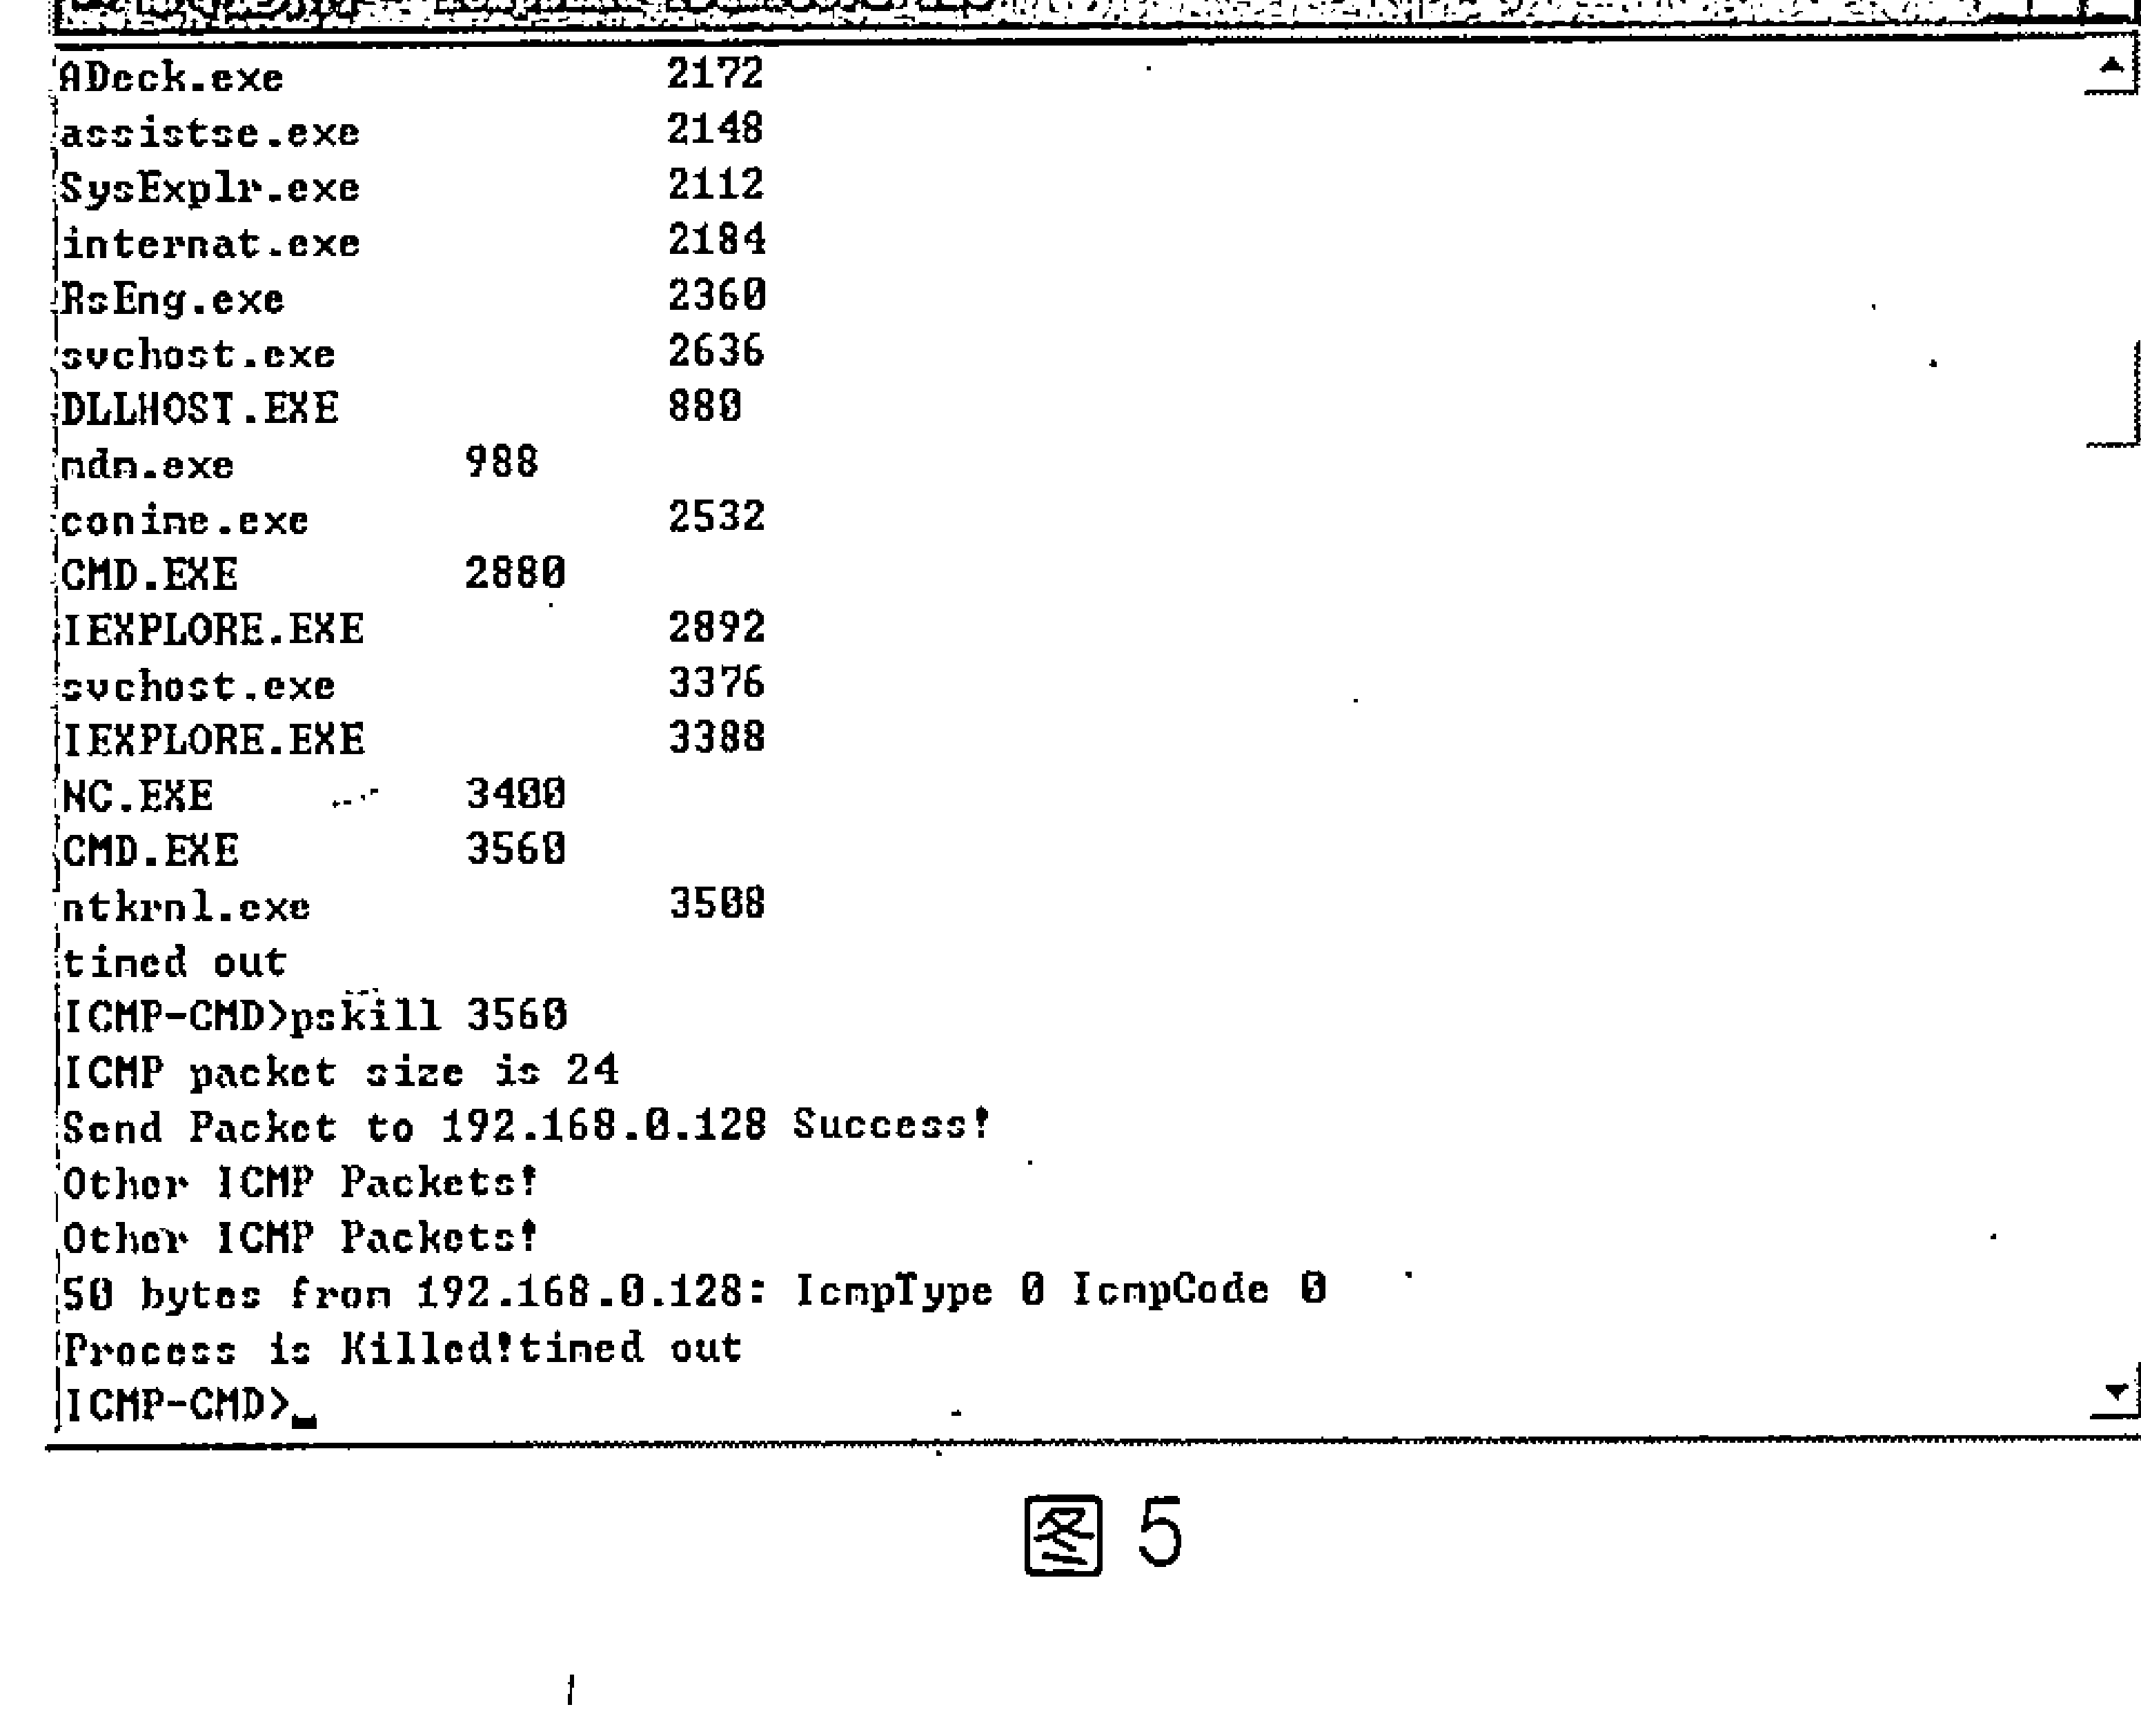 ADeck.exe 2172
assistse.exe 2148
SysExplr.exe 2112
internat.exe 2184
RsEng.exe 2360
svchost.exe 2636
DLLHOST.EXE 880
mdm.exe 988
conime.exe 2532
CMD.EXE 2880
IEXPLORE.EXE 2892
svchost.exe 3376
IEXPLORE.EXE 3388
NC.EXE 3400
CMD.EXE 3560
ntkrnl.exe 3508
timed out
ICMP-CMD>pskill 3560
ICMP packet size is 24
Send Packet to 192.168.0.128 Success!
Other ICMP Packets!
Other ICMP Packets!
50 bytes from 192.168.0.128: IcmpType 0 IcmpCode 0
Process is Killed!timed out
ICMP-CMD>_
图 5